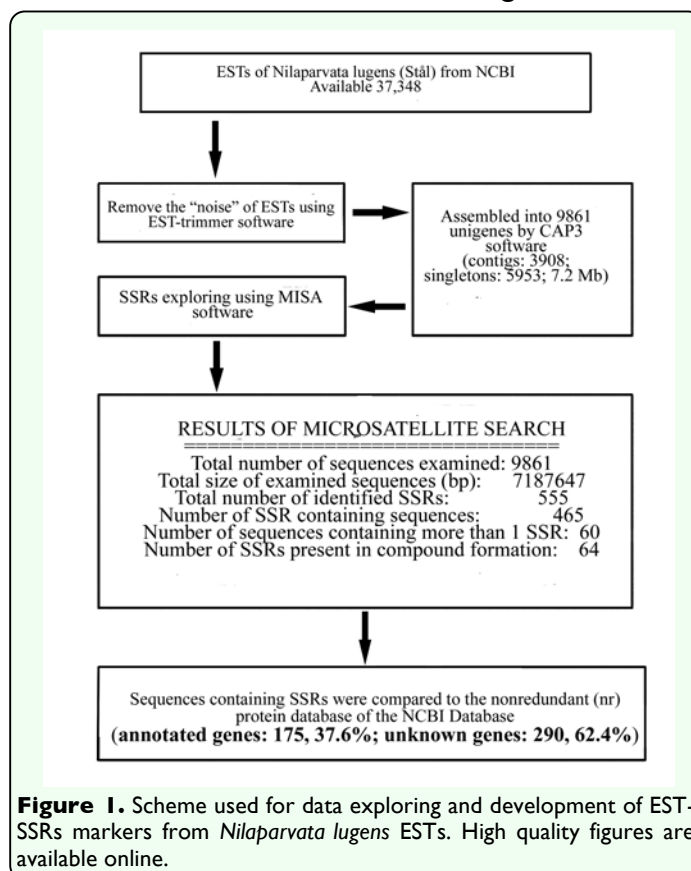 ESTs of Nilaparvata lugens (Stål) from NCBI
Available 37,348
Remove the “noise” of ESTs using
EST-trimmer software
Assembled into 9861
unigenes by CAP3
software
(contigs: 3908;
singletons: 5953; 7.2 Mb)
SSRs exploring using MISA
software
RESULTS OF MICROSATELLITE SEARCH
================================
Total number of sequences examined: 9861
Total size of examined sequences (bp): 7187647
Total number of identified SSRs: 555
Number of SSR containing sequences: 465
Number of sequences containing more than 1 SSR: 60
Number of SSRs present in compound formation: 64
Sequences containing SSRs were compared to the nonredundant (nr)
protein database of the NCBI Database
(annotated genes: 175, 37.6%; unknown genes: 290, 62.4%)
Figure 1. Scheme used for data exploring and development of EST-
SSRs markers from Nilaparvata lugens ESTs. High quality figures are
available online.